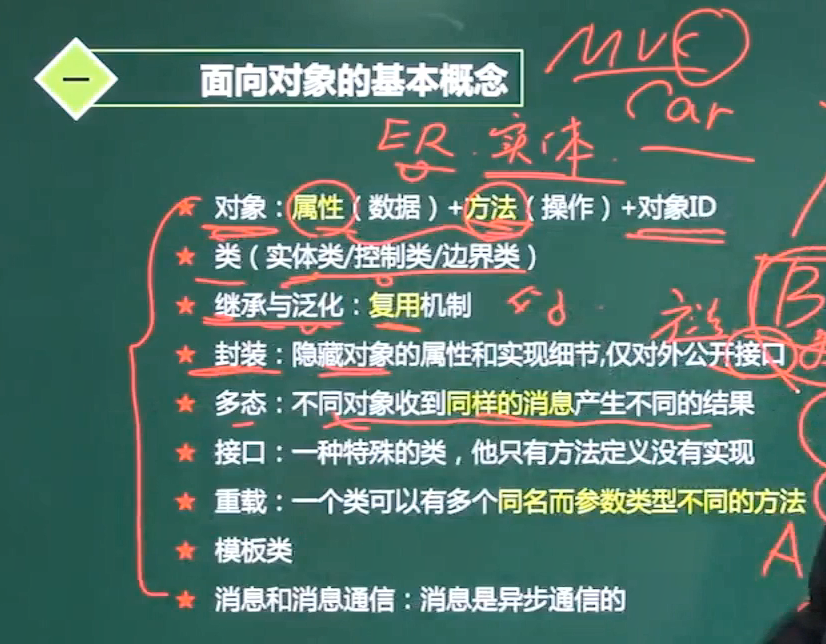 MVC
一 面向对象的基本概念
Car
ER 实体
★ 对象：属性（数据）+方法（操作）+对象ID
★ 类（实体类/控制类/边界类）
★ 继承与泛化：复用机制
B
★ 封装：隐藏对象的属性和实现细节,仅对外公开接口
★ 多态：不同对象收到同样的消息产生不同的结果
★ 接口：一种特殊的类，他只有方法定义没有实现
★ 重载：一个类可以有多个同名而参数类型不同的方法
★ 模板类
A
★ 消息和消息通信：消息是异步通信的